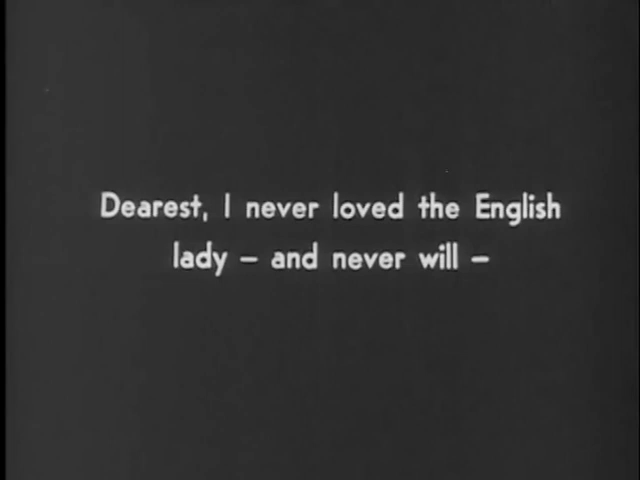 Dearest, I never loved the English
lady – and never will –